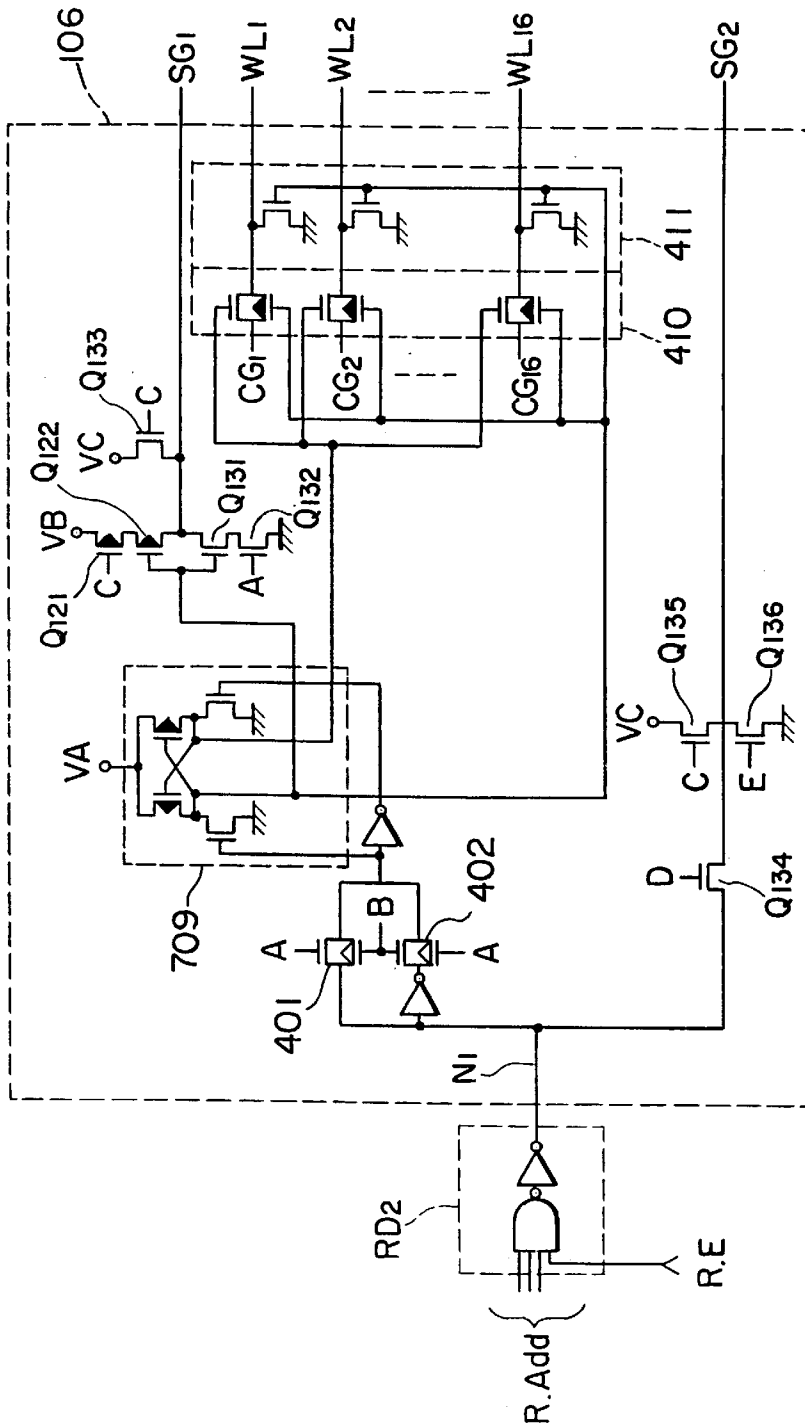 106
SG1
WL1
WL2
WL16
SG2
411
410
CG1
CG2
CG16
Q133
C
VC
Q122
Q131
Q132
VB
C
A
Q121
VA
709
A
B
402
A
401
VC
Q135
Q136
C
E
D
Q134
N1
RD2
R.E
R.Add